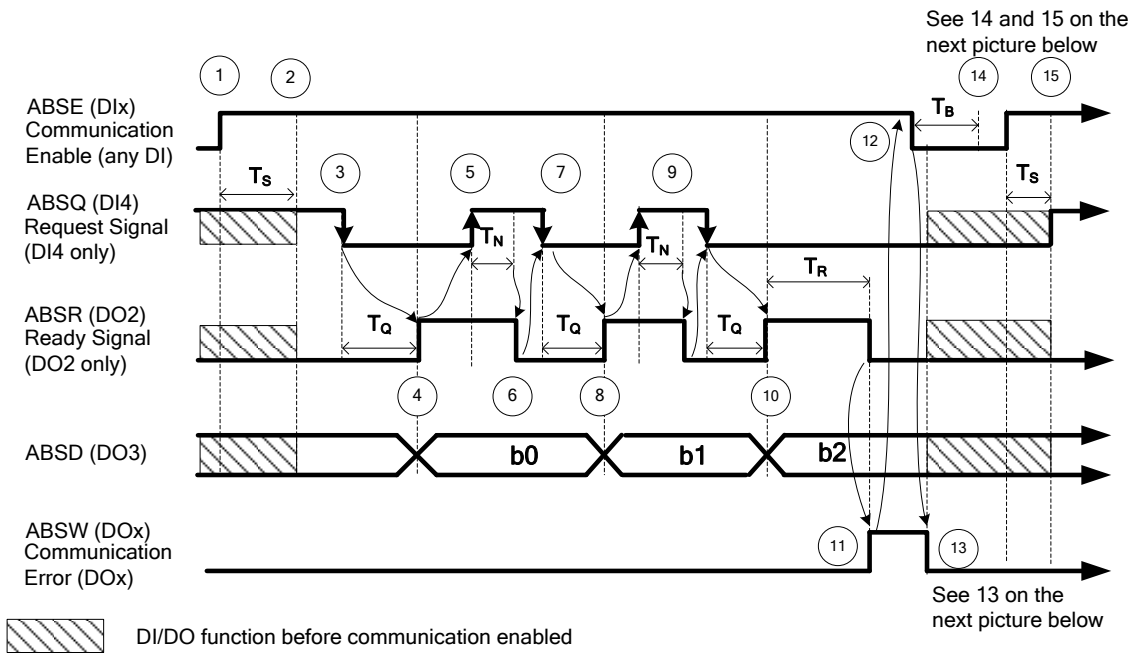 See 14 and 15 on the
next picture below
1
2
14
15
ABSE (DIx)
Communication
Enable (any DI)
TB
12
TS
3
5
7
9
TS
ABSQ (DI4)
Request Signal
(DI4 only)
TN
TN
TR
ABSR (DO2)
Ready Signal
(DO2 only)
TQ
TQ
TQ
4
6
8
10
ABSD (DO3)
b0
b1
b2
ABSW (DOx)
Communication
Error (DOx)
11
13
See 13 on the
next picture below
DI/DO function before communication enabled